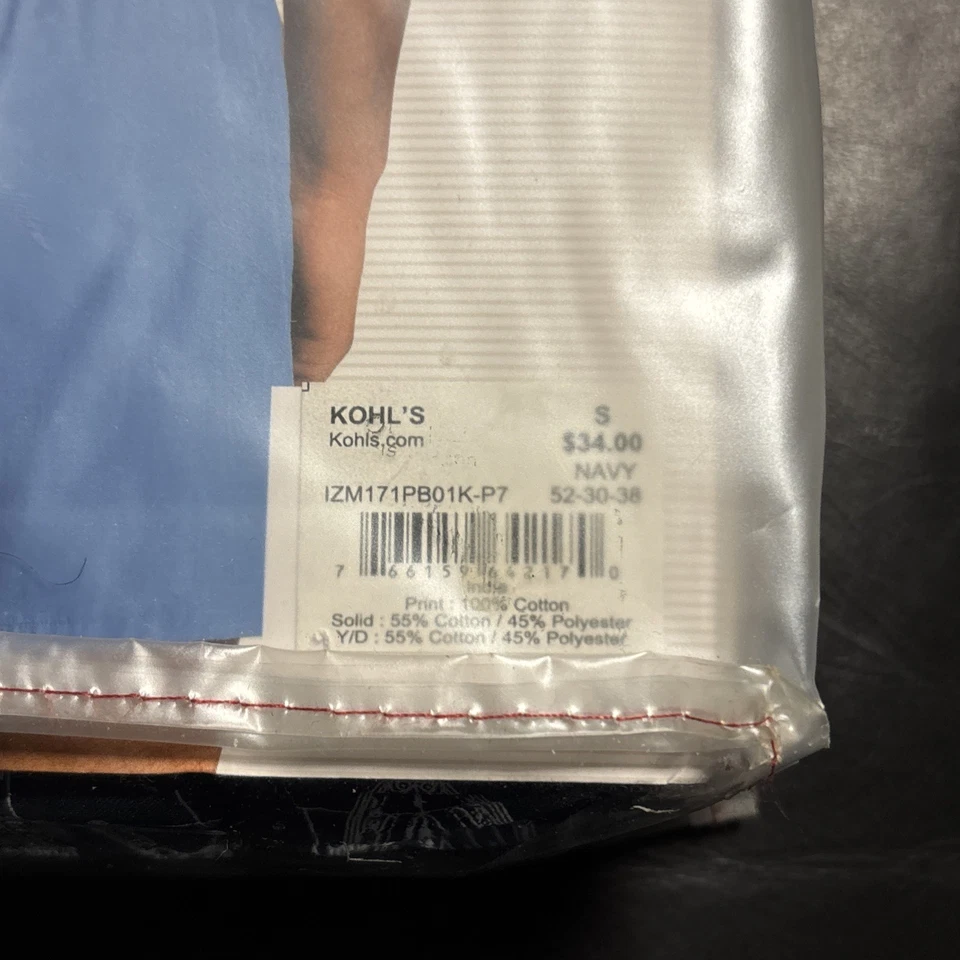 KOHL'S
Kohls.com
S
$34.00
NAVY
IZM171PB01K-P7 52-30-38
7 66159 64217 0
India
Print : 100% Cotton
Solid : 55% Cotton / 45% Polyester
Y/D : 55% Cotton / 45% Polyester